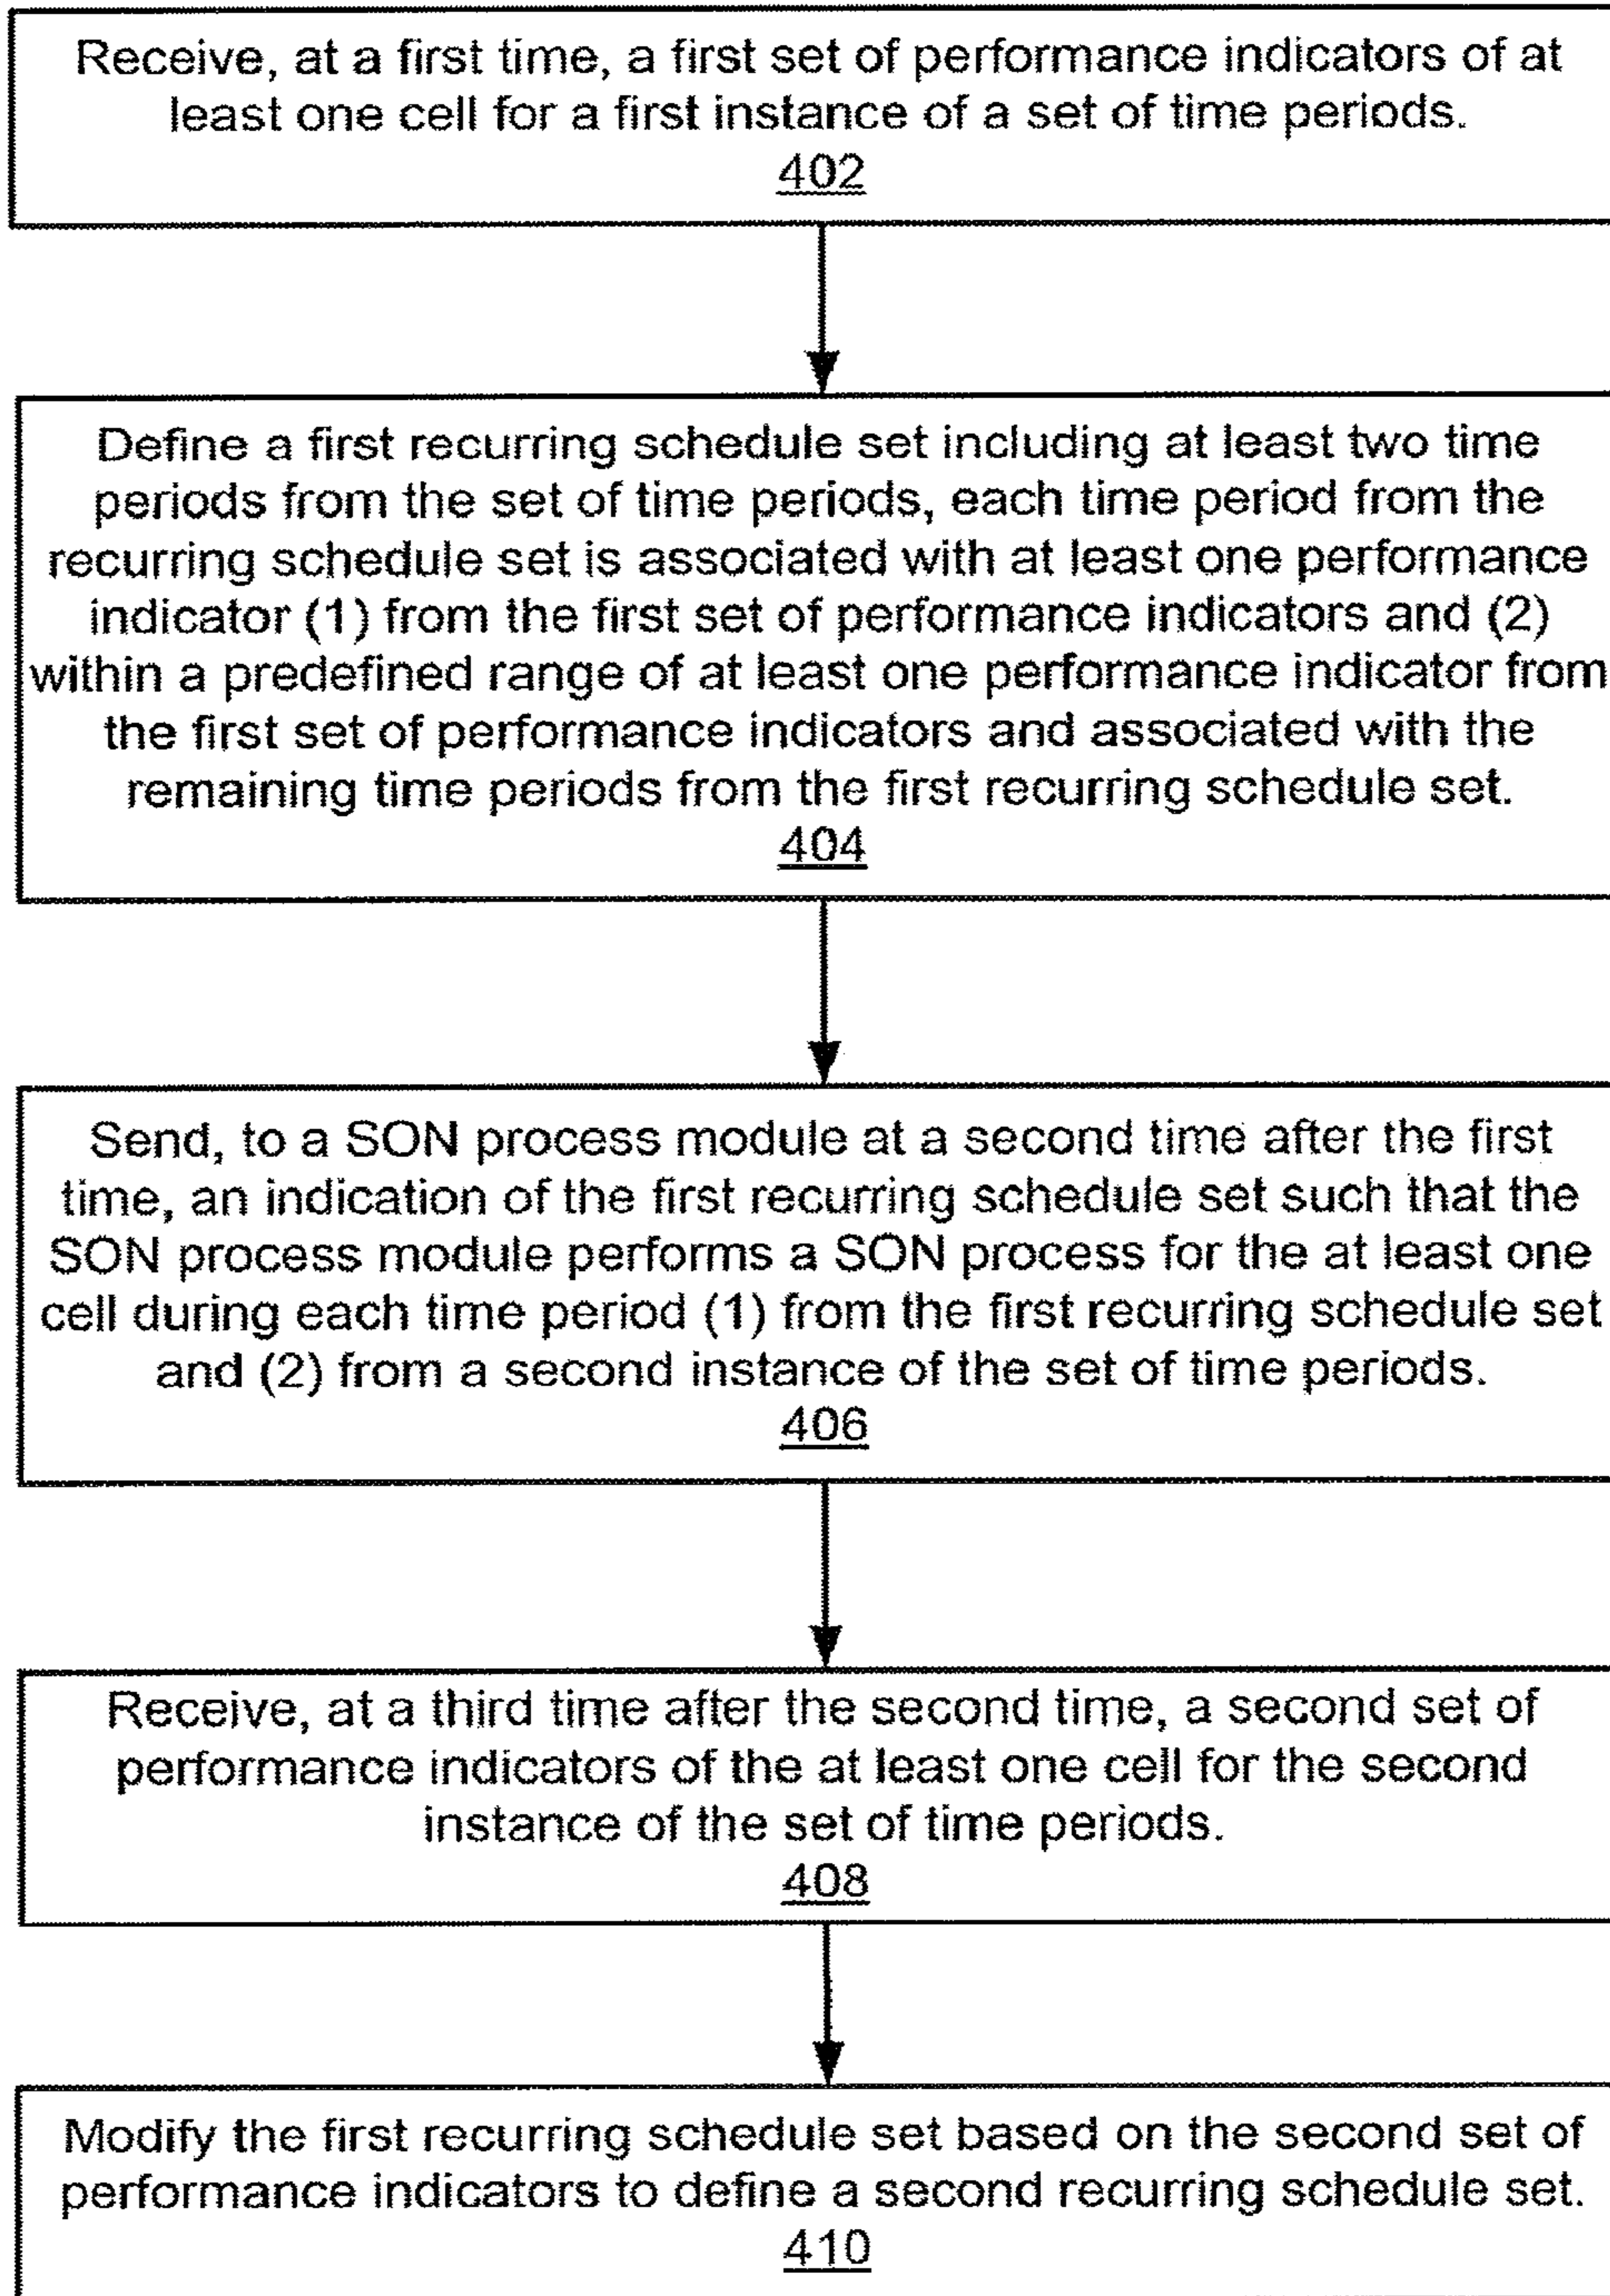 Receive, at a first time, a first set of performance indicators of at
least one cell for a first instance of a set of time periods.
402
Define a first recurring schedule set including at least two time
periods from the set of time periods, each time period from the
recurring schedule set is associated with at least one performance
indicator (1) from the first set of performance indicators and (2)
within a predefined range of at least one performance indicator from
the first set of performance indicators and associated with the
remaining time periods from the first recurring schedule set.
404
Send, to a SON process module at a second time after the first
time, an indication of the first recurring schedule set such that the
SON process module performs a SON process for the at least one
cell during each time period (1) from the first recurring schedule set
and (2) from a second instance of the set of time periods.
406
Receive, at a third time after the second time, a second set of
performance indicators of the at least one cell for the second
instance of the set of time periods.
408
Modify the first recurring schedule set based on the second set of
performance indicators to define a second recurring schedule set.
410